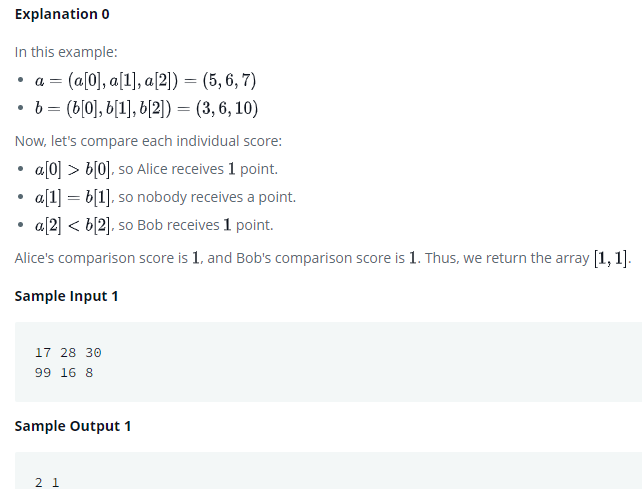 Explanation 0
In this example:
• a = (a[0], a[1], a[2]) = (5, 6, 7)
• b = (b[0], b[1], b[2]) = (3, 6, 10)
Now, let's compare each individual score:
• a[0] > b[0], so Alice receives 1 point.
• a[1] = b[1], so nobody receives a point.
• a[2] < b[2], so Bob receives 1 point.
Alice's comparison score is 1, and Bob's comparison score is 1. Thus, we return the array [1, 1].
Sample Input 1
17 28 30
99 16 8
Sample Output 1
2 1